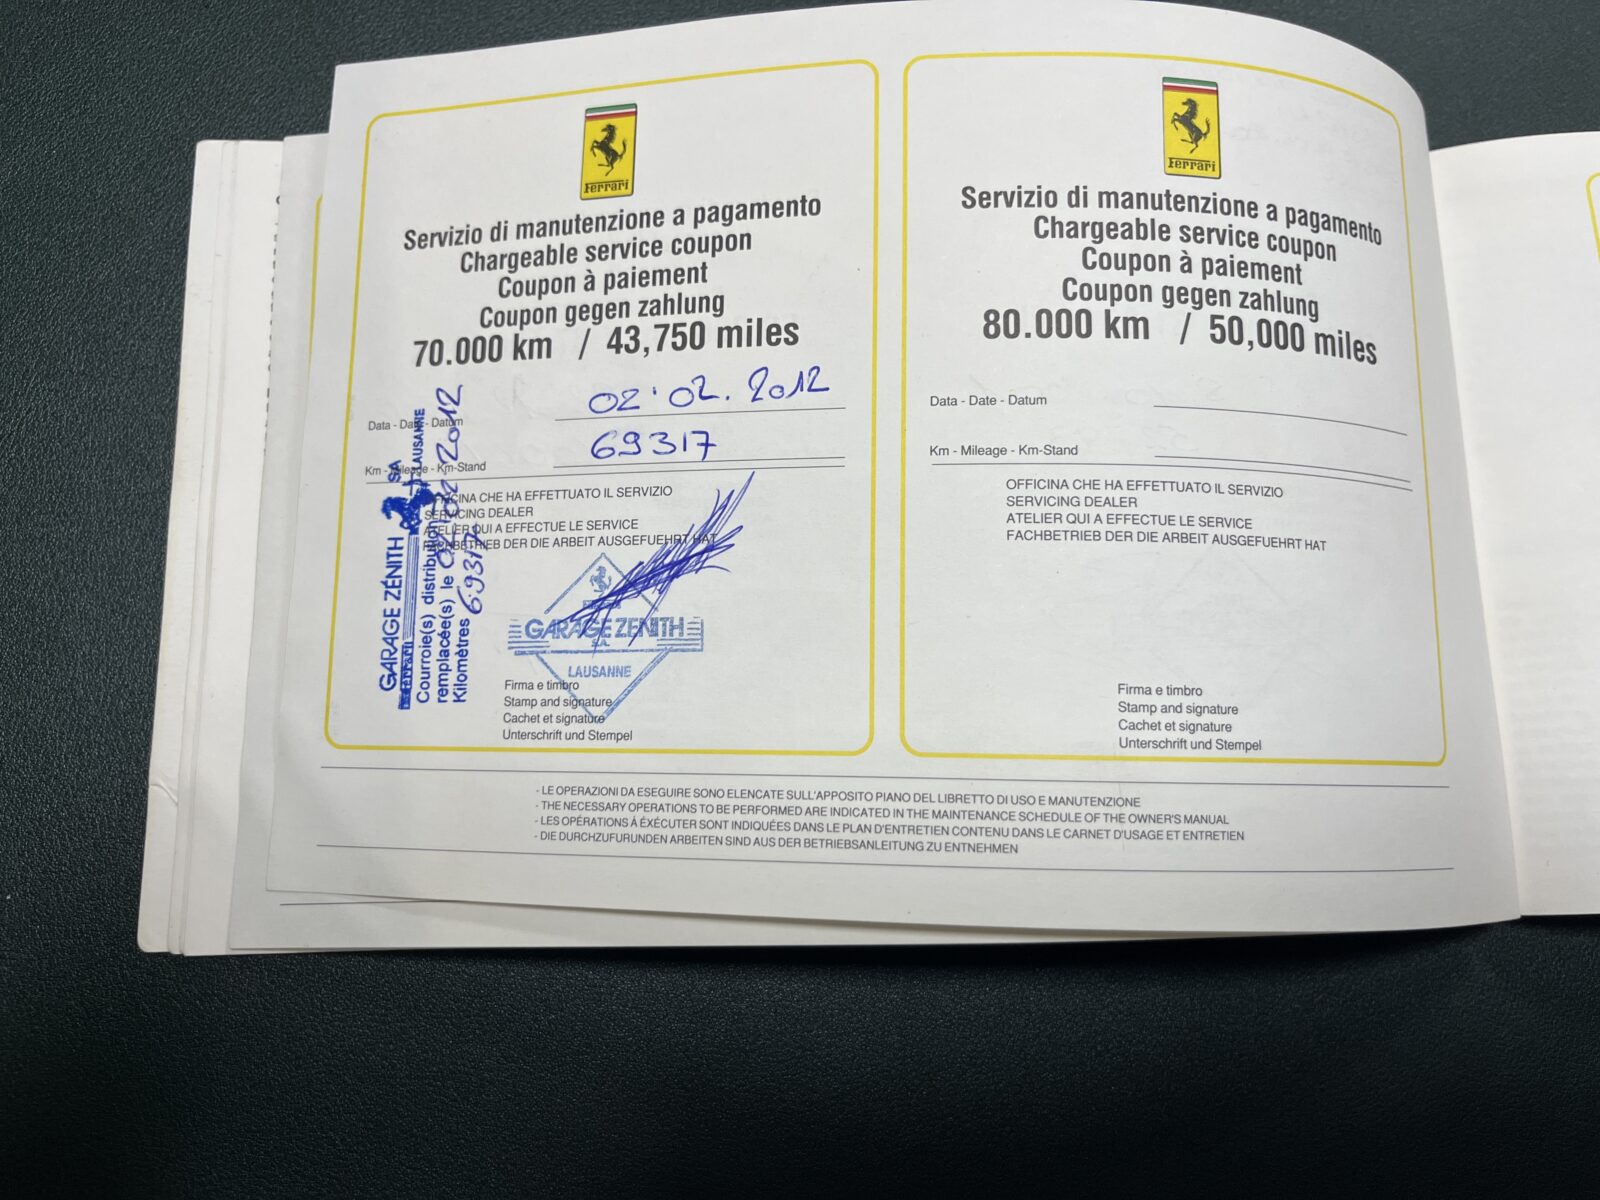 Ferrari
Servizio di manutenzione a pagamento
Chargeable service coupon
Coupon à paiement
Coupon gegen zahlung
70.000 km / 43,750 miles
Data - Date - Datum
02.02.2012
Km - Mileage - Km-Stand
69317
OFFICINA CHE HA EFFETTUATO IL SERVIZIO
SERVICING DEALER
ATELIER QUI A EFFECTUE LE SERVICE
FACHBETRIEB DER DIE ARBEIT AUSGEFUEHRT HAT
GARAGE ZENITH
S.A.
LAUSANNE
Firma e timbro
Stamp and signature
Cachet et signature
Unterschrift und Stempel
GARAGE ZÉNITH SA
Ferrari LAUSANNE
Courroie(s) distribution
remplacée(s) le 02 02 2012
Kilomètres 69317
Ferrari
Servizio di manutenzione a pagamento
Chargeable service coupon
Coupon à paiement
Coupon gegen zahlung
80.000 km / 50,000 miles
Data - Date - Datum
Km - Mileage - Km-Stand
OFFICINA CHE HA EFFETTUATO IL SERVIZIO
SERVICING DEALER
ATELIER QUI A EFFECTUE LE SERVICE
FACHBETRIEB DER DIE ARBEIT AUSGEFUEHRT HAT
Firma e timbro
Stamp and signature
Cachet et signature
Unterschrift und Stempel
- LE OPERAZIONI DA ESEGUIRE SONO ELENCATE SULL'APPOSITO PIANO DEL LIBRETTO DI USO E MANUTENZIONE
- THE NECESSARY OPERATIONS TO BE PERFORMED ARE INDICATED IN THE MAINTENANCE SCHEDULE OF THE OWNER'S MANUAL
- LES OPÉRATIONS Á ÉXÉCUTER SONT INDIQUÉES DANS LE PLAN D'ENTRETIEN CONTENU DANS LE CARNET D'USAGE ET ENTRETIEN
- DIE DURCHZUFURUNDEN ARBEITEN SIND AUS DER BETRIEBSANLEITUNG ZU ENTNEHMEN